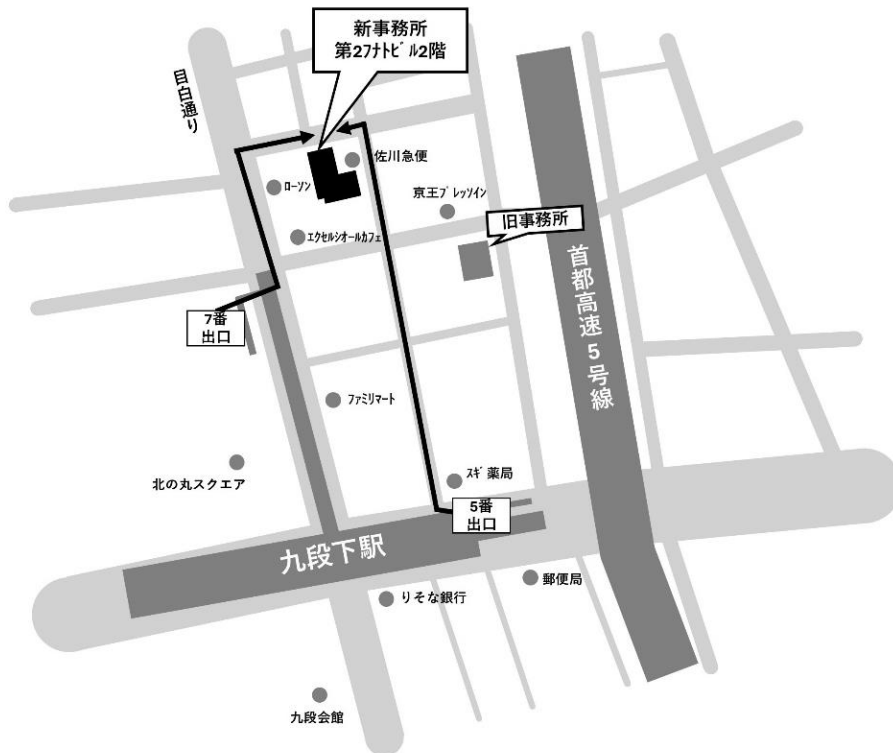 新事務所
第2フナトビル2階
目白通り
佐川急便
ローソン
京王プレッソイン
旧事務所
エクセルシオールカフェ
首都高速5号線
7番
出口
ファミリマート
北の丸スクエア
スギ薬局
5番
出口
九段下駅
郵便局
りそな銀行
九段会館